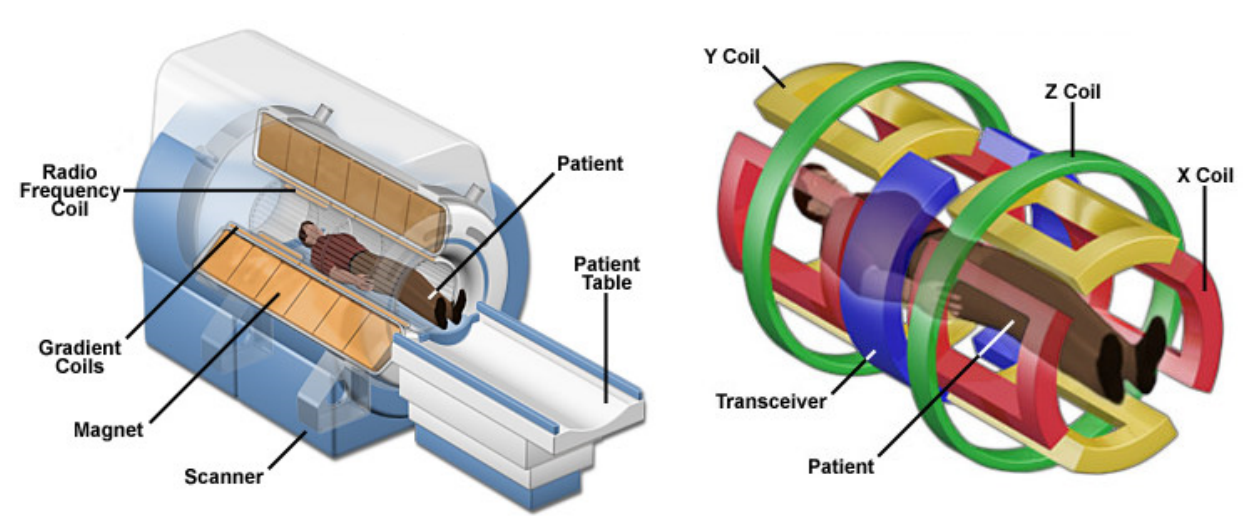 Radio
Frequency
Coil
Patient
Patient
Table
Gradient
Coils
Magnet
Scanner
Y Coil
Z Coil
X Coil
Transceiver
Patient